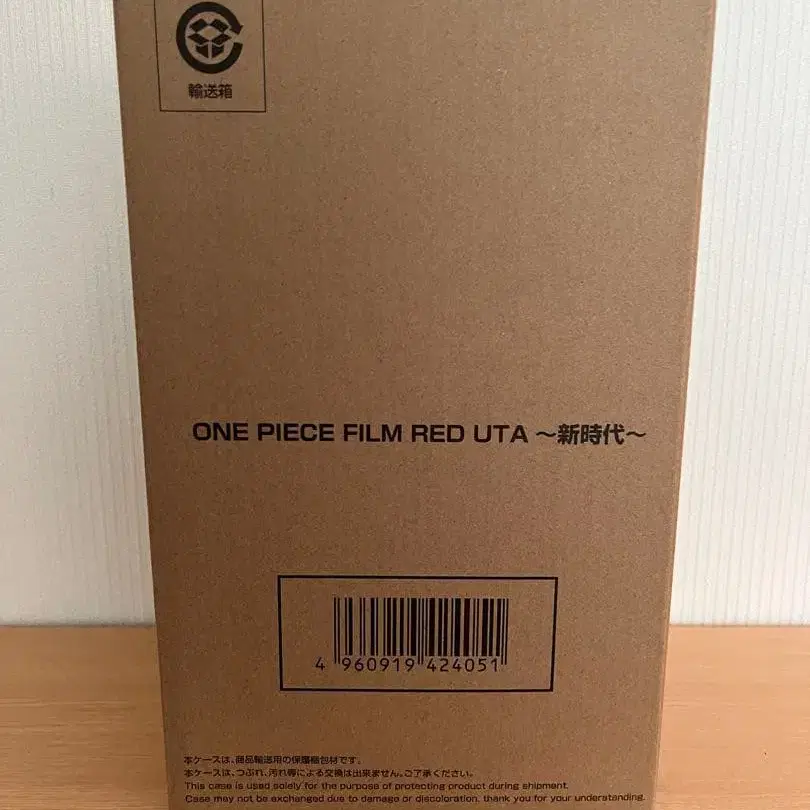 輸送箱
ONE PIECE FILM RED UTA ～新時代～
4 960919 424051
本ケースは、商品輸送用の保護梱包材です。
本ケースは、つぶれ、汚れ等による交換は出来ません。ご了承ください。
This case is used solely for the purpose of protecting product during shipment.
Case may not be exchanged due to damage or discoloration. thank you for your understanding.